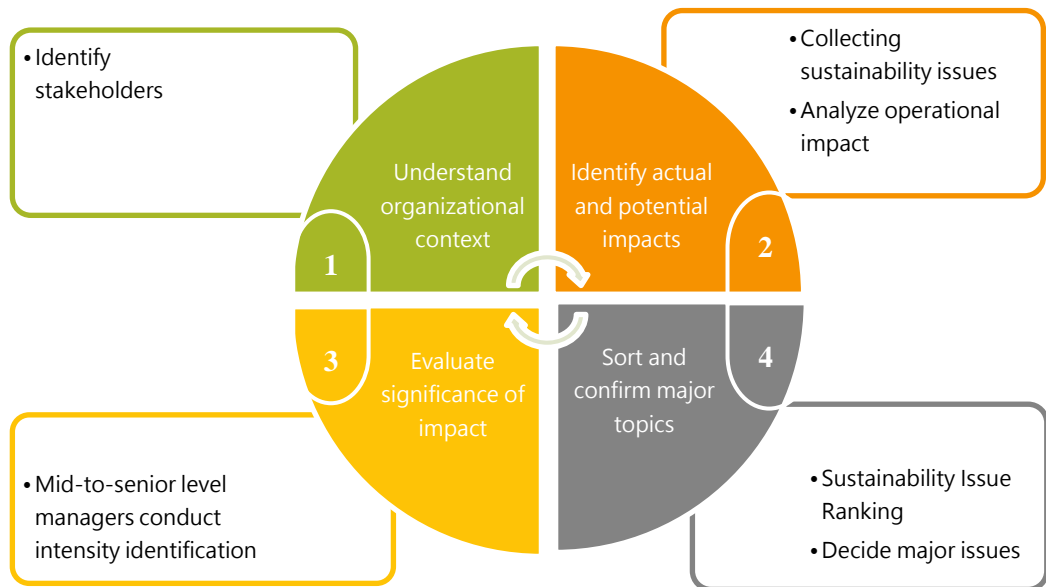 • Identify
stakeholders
Understand
organizational
context
1
• Collecting
sustainability issues
• Analyze operational
impact
Identify actual
and potential
impacts
2
Evaluate
significance of
impact
3
• Mid-to-senior level
managers conduct
intensity identification
Sort and
confirm major
topics
4
• Sustainability Issue
Ranking
• Decide major issues